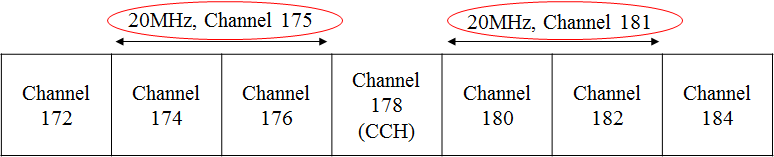 20MHz, Channel 175
20MHz, Channel 181
Channel
172
Channel
174
Channel
176
Channel
178
(CCH)
Channel
180
Channel
182
Channel
184